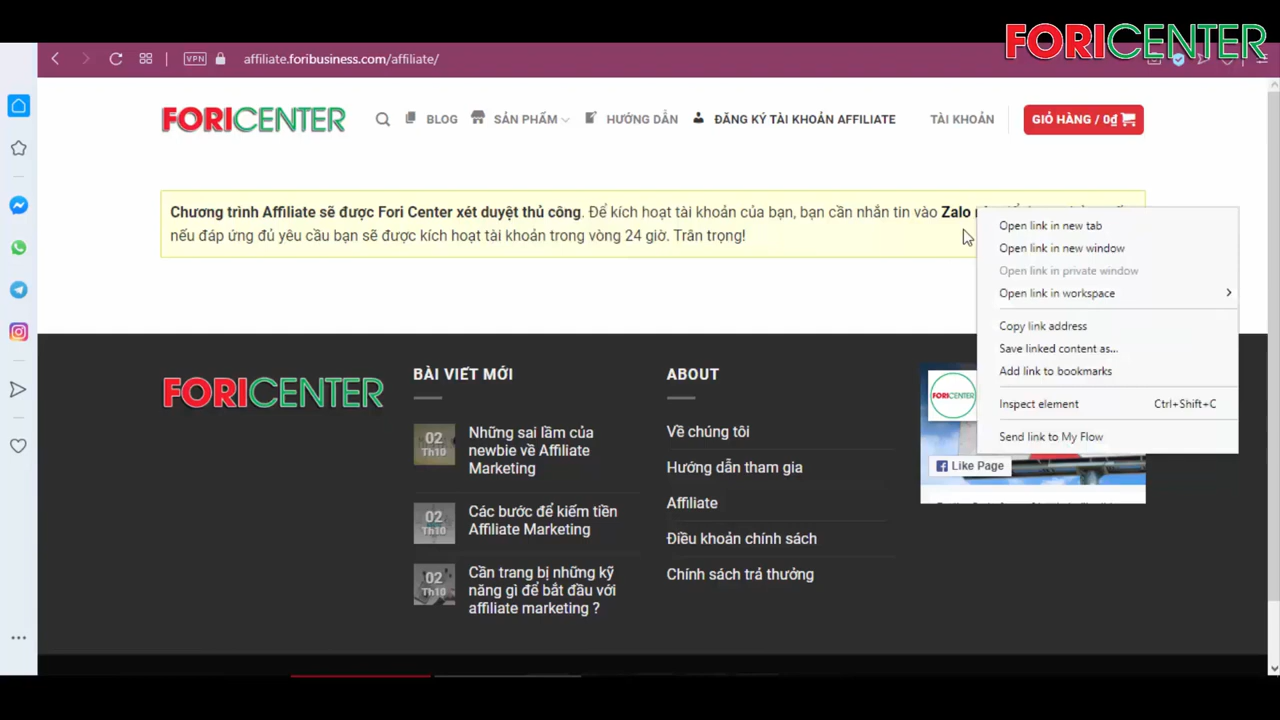 FORICENTER
VPN
affiliate.foribusiness.com/affiliate/
FORICENTER
BLOG
SẢN PHẨM
HƯỚNG DẪN
ĐĂNG KÝ TÀI KHOẢN AFFILIATE
TÀI KHOẢN
GIỎ HÀNG / 0₫
Chương trình Affiliate sẽ được Fori Center xét duyệt thủ công. Để kích hoạt tài khoản của bạn, bạn cần nhắn tin vào Zalo
nếu đáp ứng đủ yêu cầu bạn sẽ được kích hoạt tài khoản trong vòng 24 giờ. Trân trọng!
Open link in new tab
Open link in new window
Open link in private window
Open link in workspace
Copy link address
Save linked content as...
Add link to bookmarks
Inspect element Ctrl+Shift+C
Send link to My Flow
FORICENTER
BÀI VIẾT MỚI
02
Th10
Những sai lầm của
newbie về Affiliate
Marketing
02
Th10
Các bước để kiếm tiền
Affiliate Marketing
02
Th10
Cần trang bị những kỹ
năng gì để bắt đầu với
affiliate marketing ?
ABOUT
Về chúng tôi
Hướng dẫn tham gia
Affiliate
Điều khoản chính sách
Chính sách trả thưởng
FORICENTER
Like Page